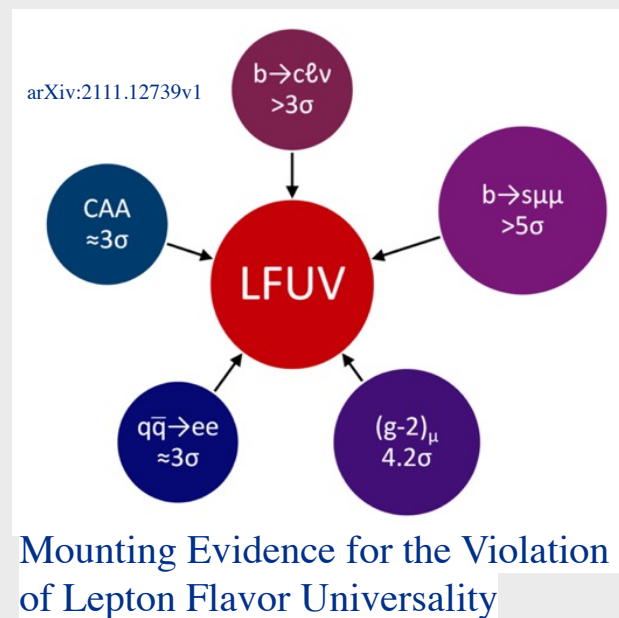 arXiv:2111.12739v1
b→cℓν
>3σ
CAA
≈3σ
b→sμμ
>5σ
LFUV
qq̄→ee
≈3σ
(g-2)μ
4.2σ
Mounting Evidence for the Violation
of Lepton Flavor Universality